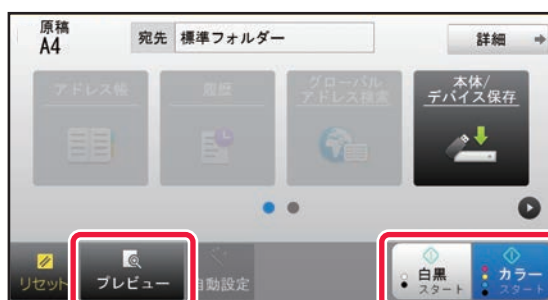 原稿
A4
宛先 標準フォルダー
詳細
アドレス帳
履歴
グローバル
アドレス検索
本体/
デバイス保存
リセット
プレビュー
自動設定
白黒
スタート
カラー
スタート